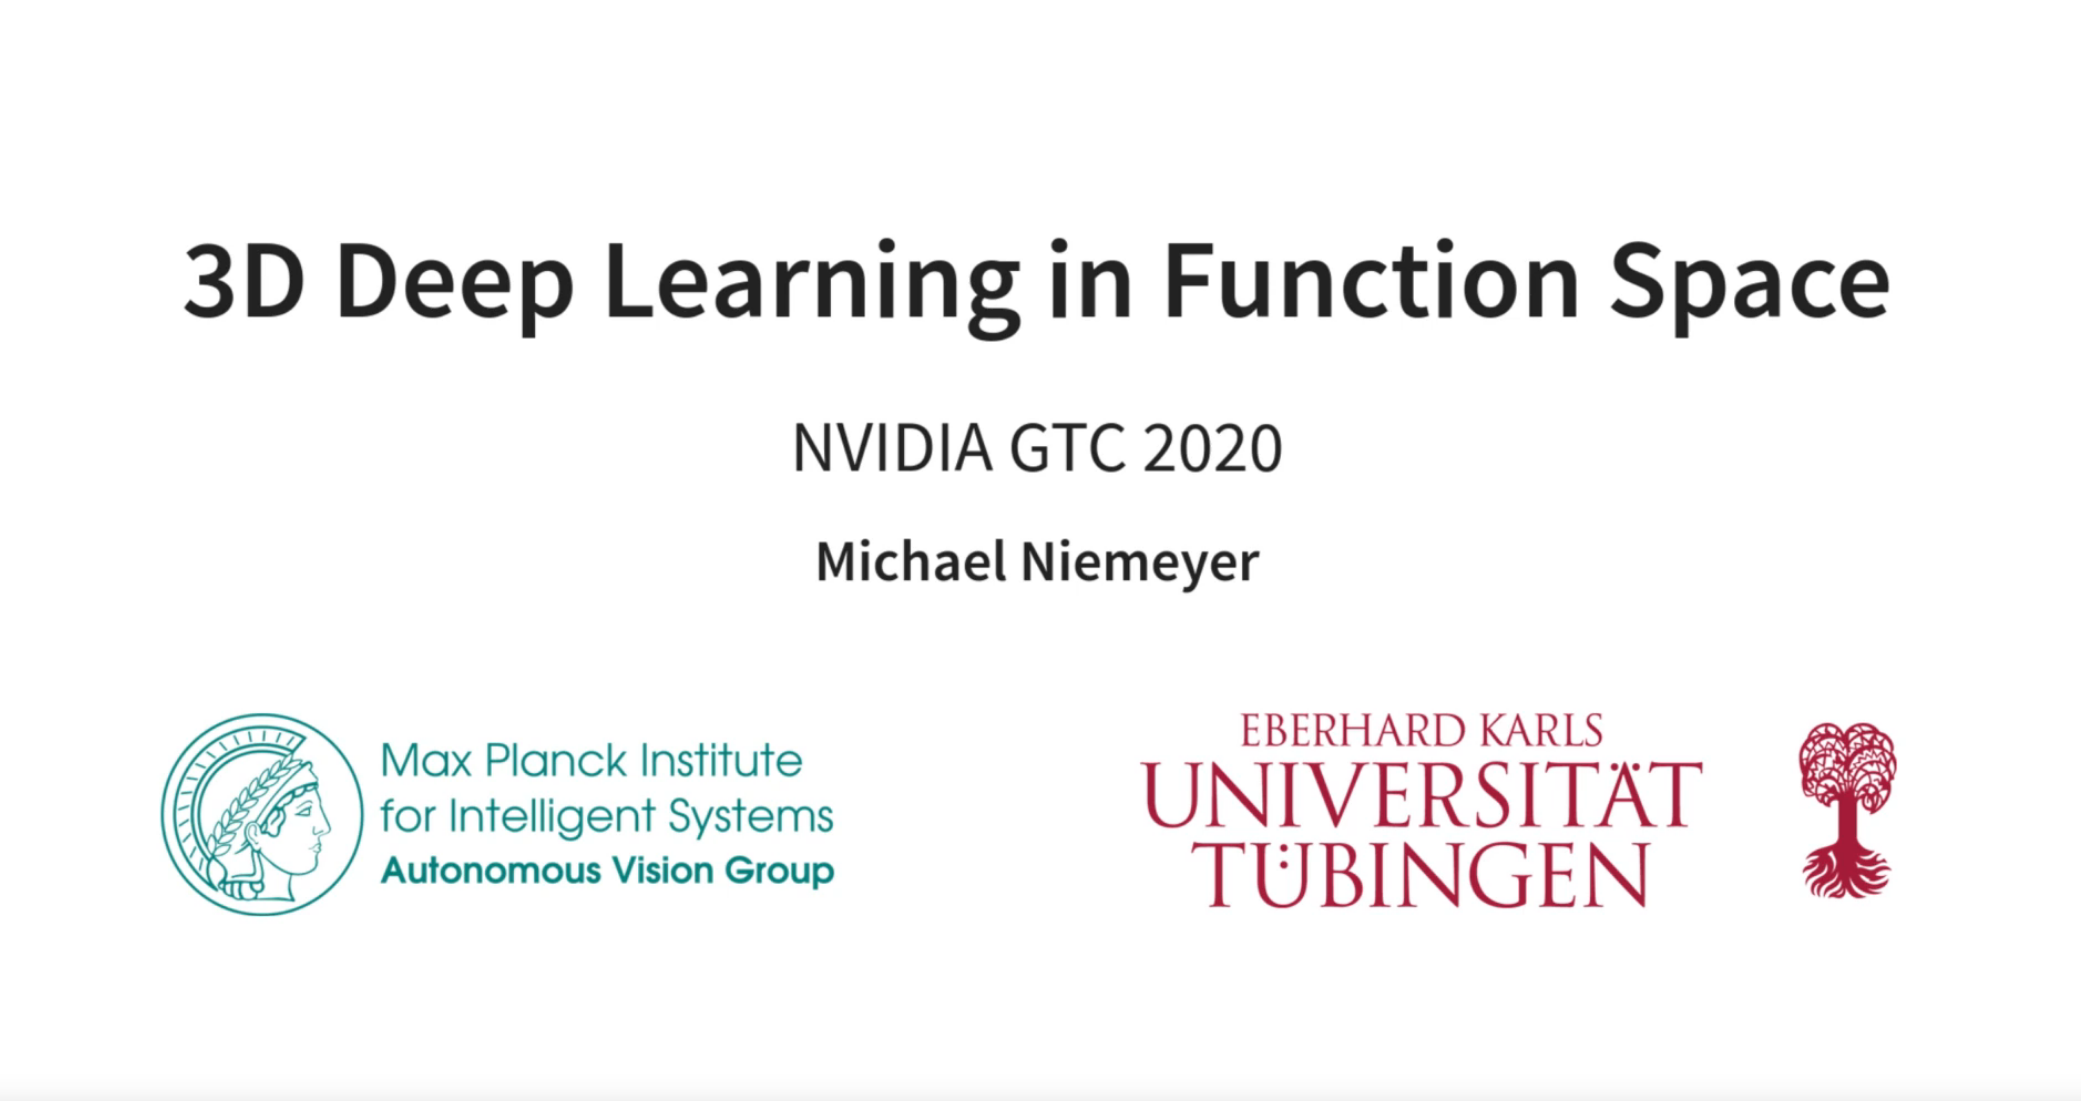 3D Deep Learning in Function Space
NVIDIA GTC 2020
Michael Niemeyer
Max Planck Institute
for Intelligent Systems
Autonomous Vision Group
EBERHARD KARLS
UNIVERSITÄT
TÜBINGEN